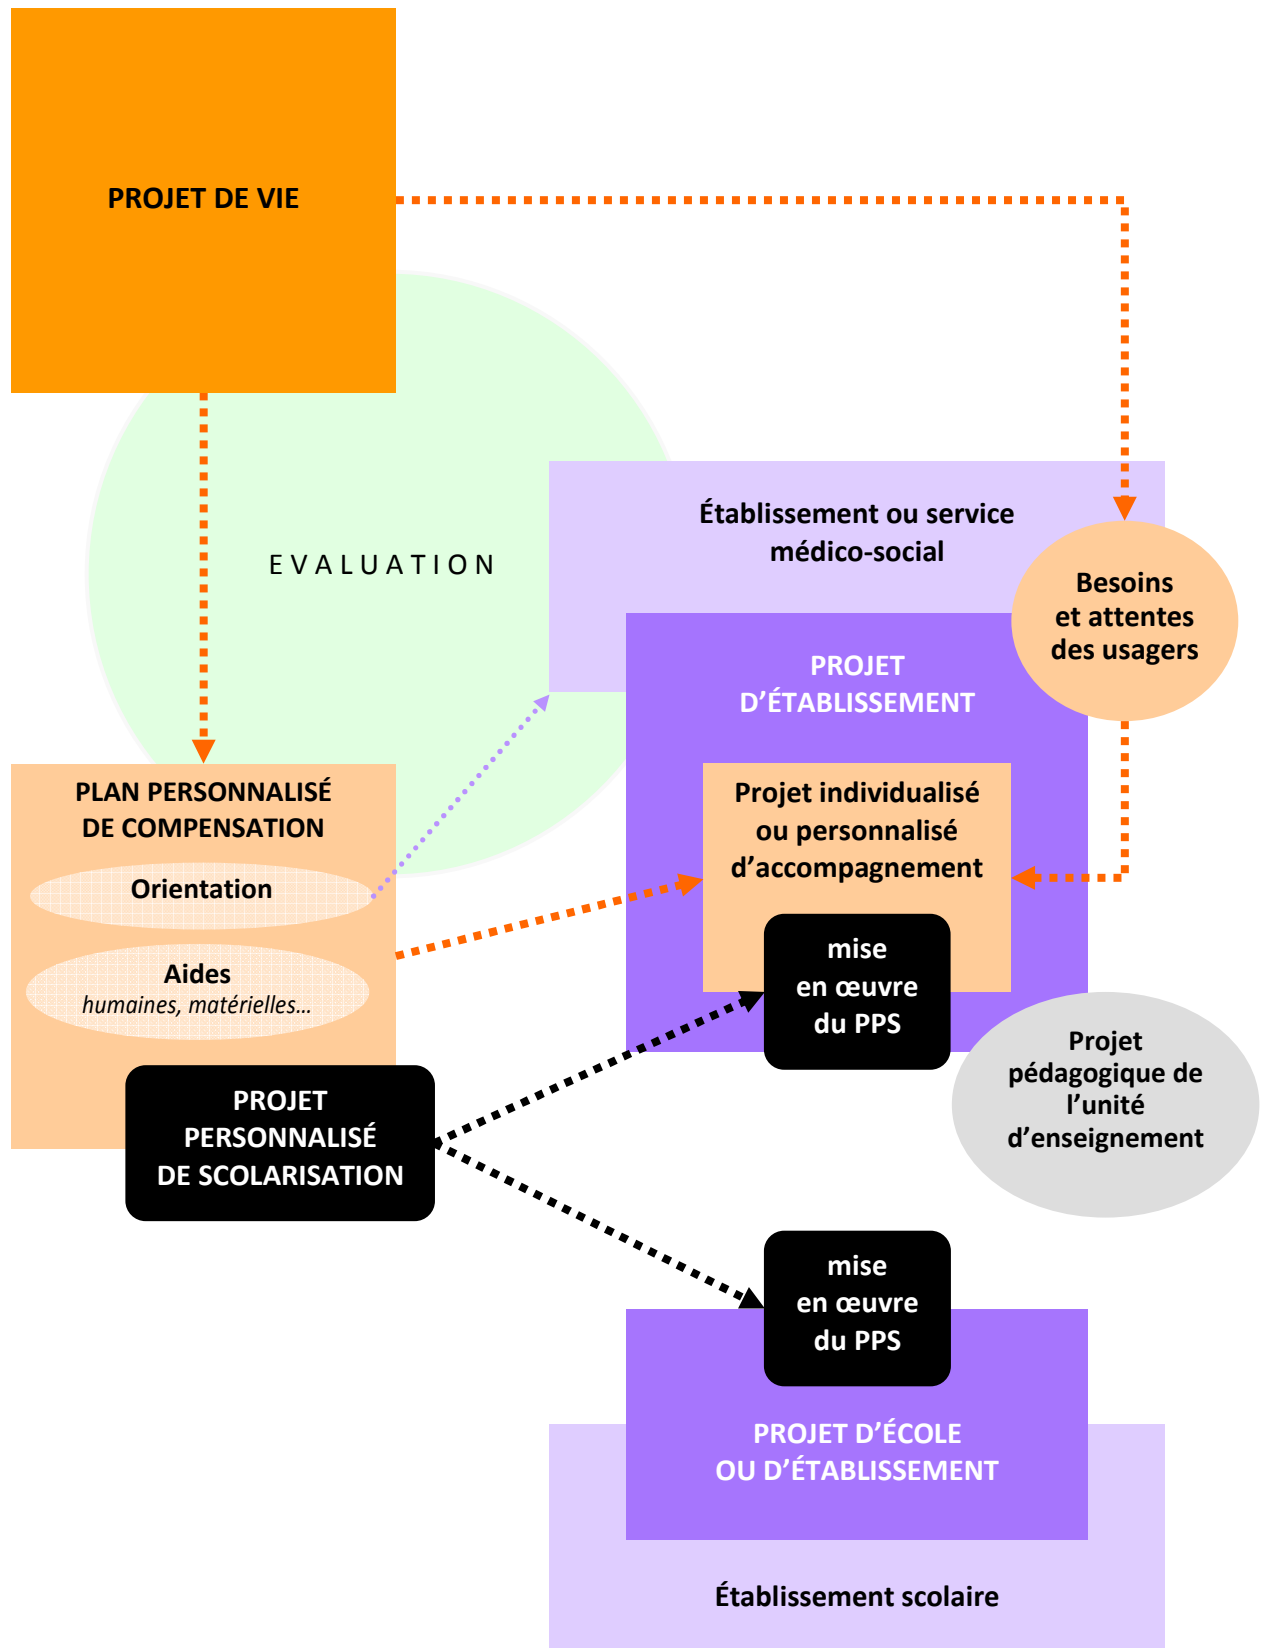 PROJET DE VIE
E V A L U A T I O N
Établissement ou service
médico-social
Besoins
et attentes
des usagers
PROJET
D’ÉTABLISSEMENT
PLAN PERSONNALISÉ
DE COMPENSATION
Orientation
Aides
humaines, matérielles...
Projet individualisé
ou personnalisé
d’accompagnement
mise
en œuvre
du PPS
Projet
pédagogique de
l’unité
d’enseignement
PROJET
PERSONNALISÉ
DE SCOLARISATION
mise
en œuvre
du PPS
PROJET D’ÉCOLE
OU D’ÉTABLISSEMENT
Établissement scolaire